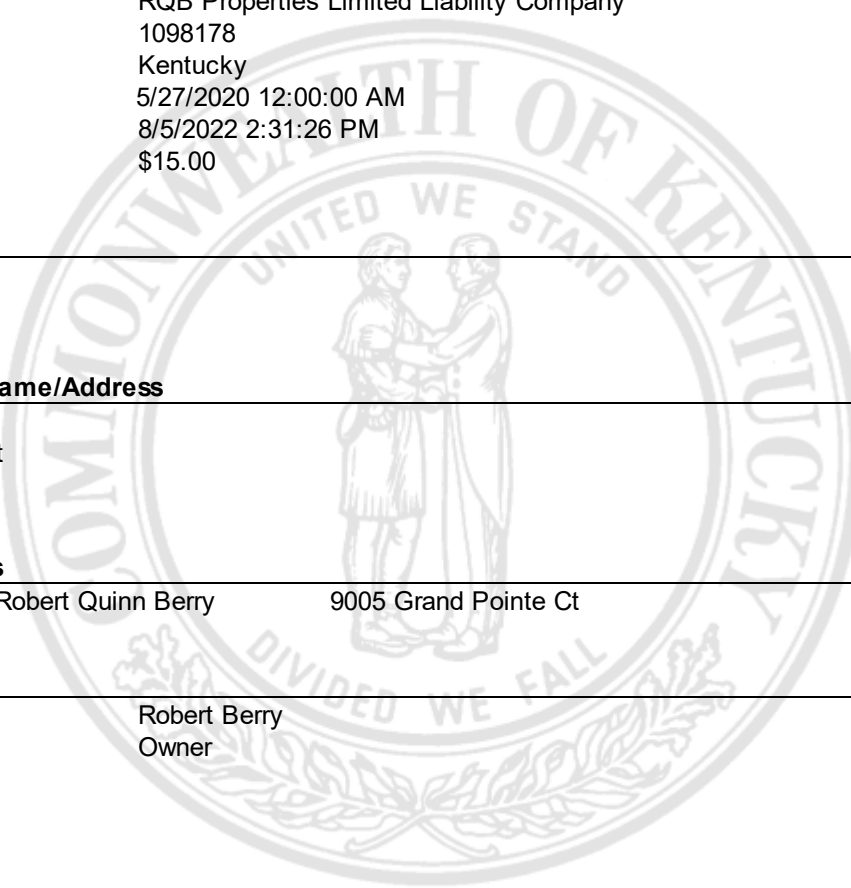 RQB Properties Limited Liability Company
1098178
Kentucky
5/27/2020 12:00:00 AM
8/5/2022 2:31:26 PM
$15.00
COMMONWEALTH OF KENTUCKY
UNITED WE STAND
ame/Address
t
s
Robert Quinn Berry 9005 Grand Pointe Ct
DIVIDED WE FALL
Robert Berry
Owner